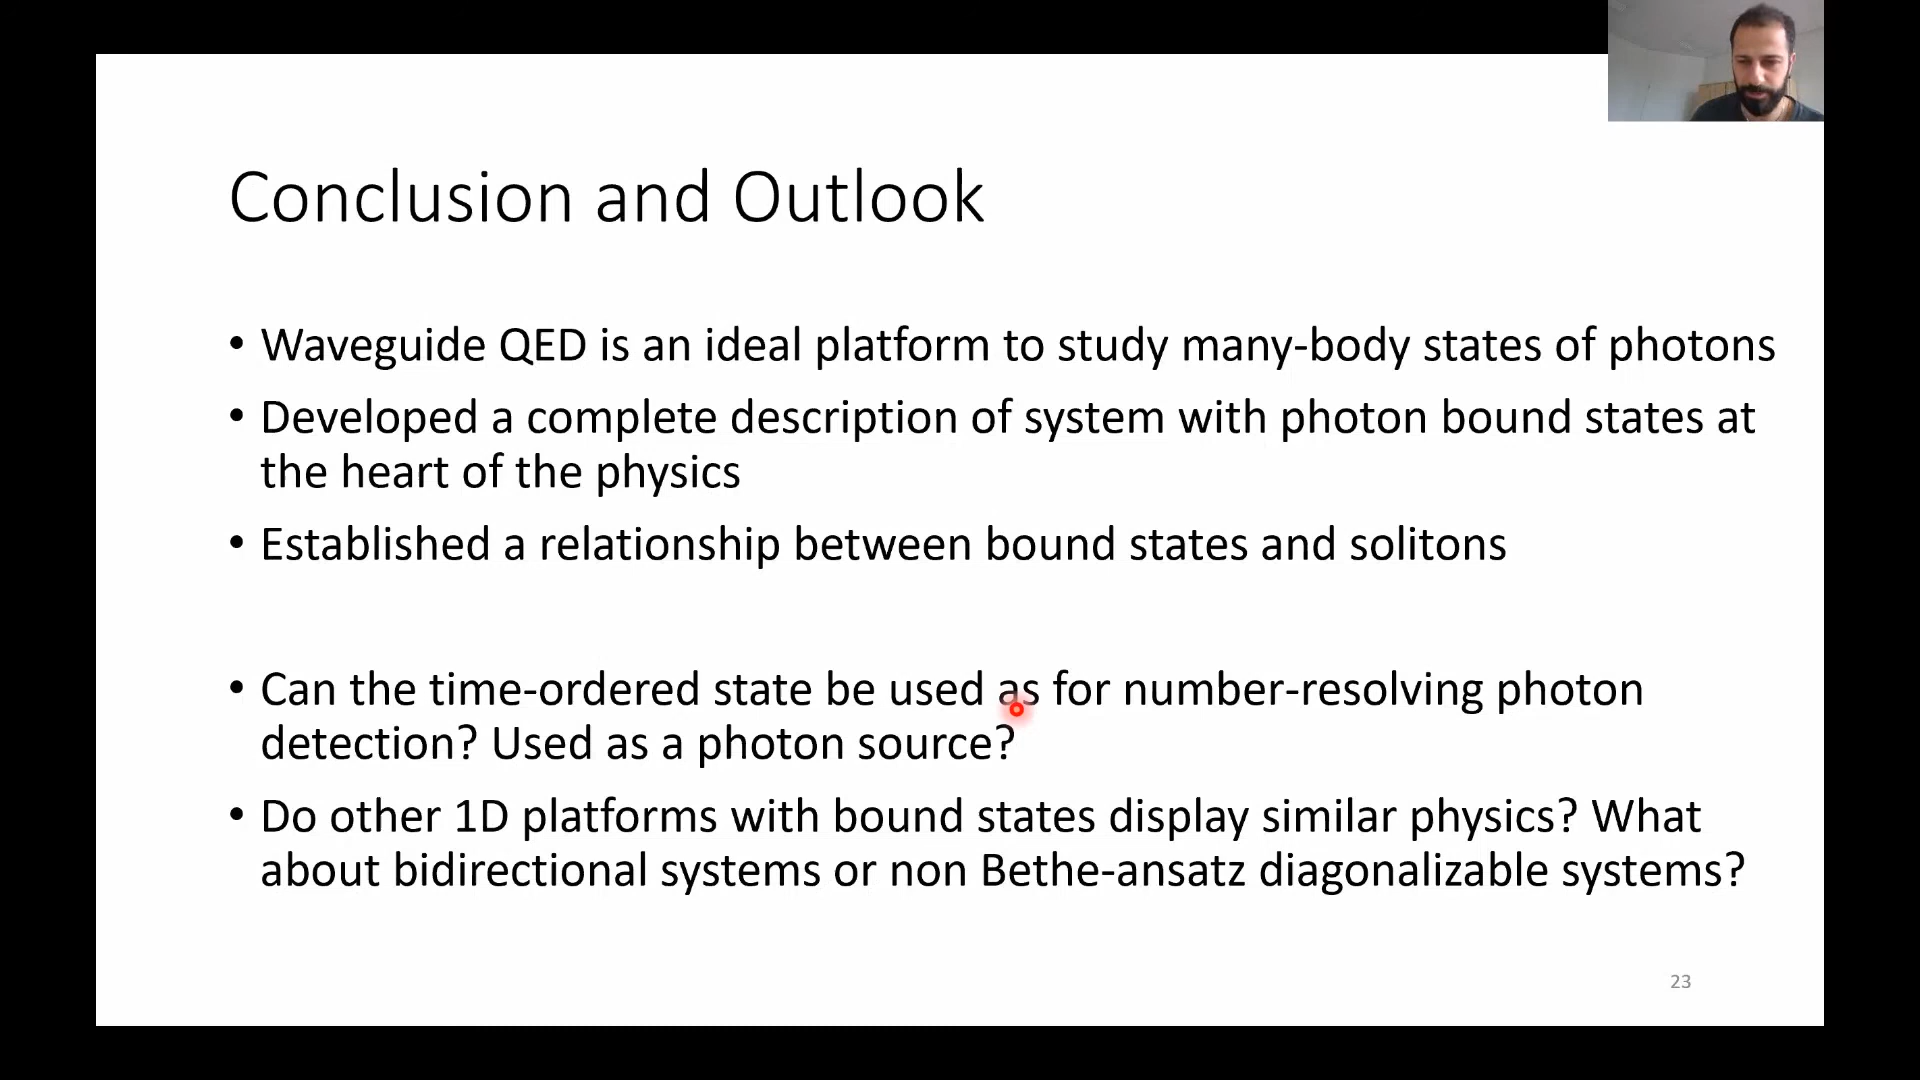 Conclusion and Outlook
• Waveguide QED is an ideal platform to study many-body states of photons
• Developed a complete description of system with photon bound states at
the heart of the physics
• Established a relationship between bound states and solitons
• Can the time-ordered state be used as for number-resolving photon
detection? Used as a photon source?
• Do other 1D platforms with bound states display similar physics? What
about bidirectional systems or non Bethe-ansatz diagonalizable systems?
23